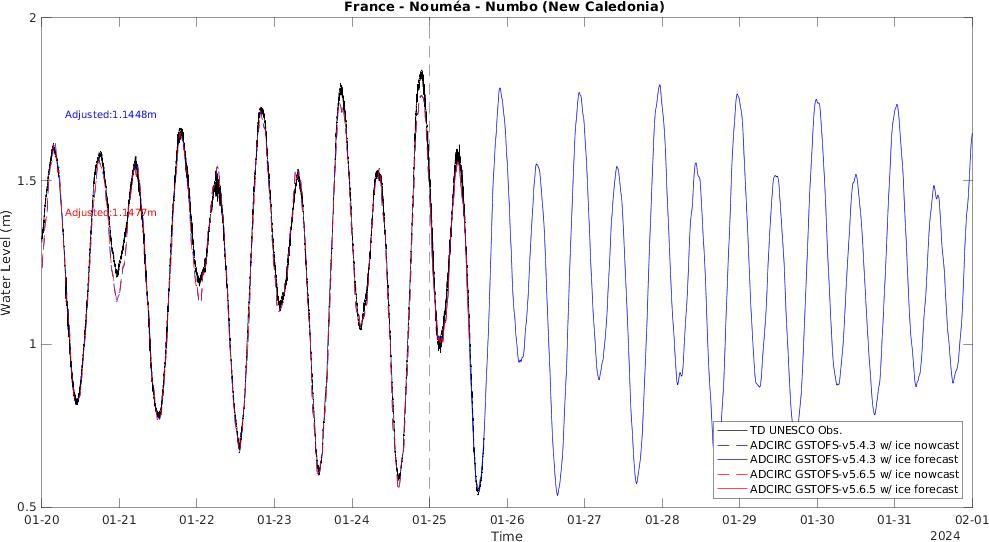 France - Nouméa - Numbo (New Caledonia)
2
Adjusted:1.1448m
1.5
Adjusted:1.1477m
Water Level (m)
1
TD UNESCO Obs.
ADCIRC GSTOFS-v5.4.3 w/ ice nowcast
ADCIRC GSTOFS-v5.4.3 w/ ice forecast
ADCIRC GSTOFS-v5.6.5 w/ ice nowcast
ADCIRC GSTOFS-v5.6.5 w/ ice forecast
0.5
01-20 01-21 01-22 01-23 01-24 01-25 01-26 01-27 01-28 01-29 01-30 01-31 02-01
Time
2024